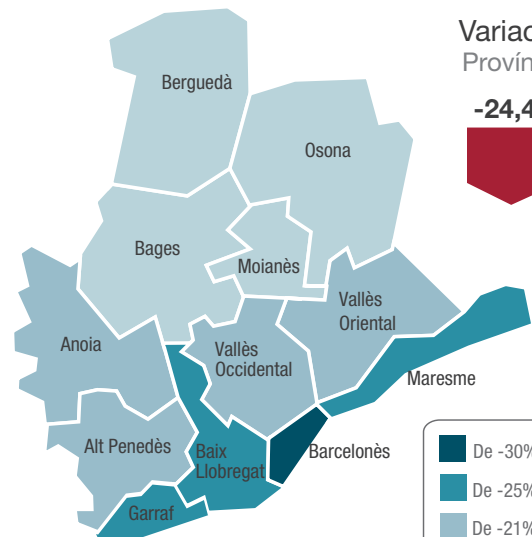 Variac
Provín
-24,4
Berguedà
Osona
Bages
Moianès
Anoia
Vallès
Occidental
Vallès
Oriental
Maresme
Alt Penedès
Baix
Llobregat
Barcelonès
Garraf
De -30%
De -25%
De -21%